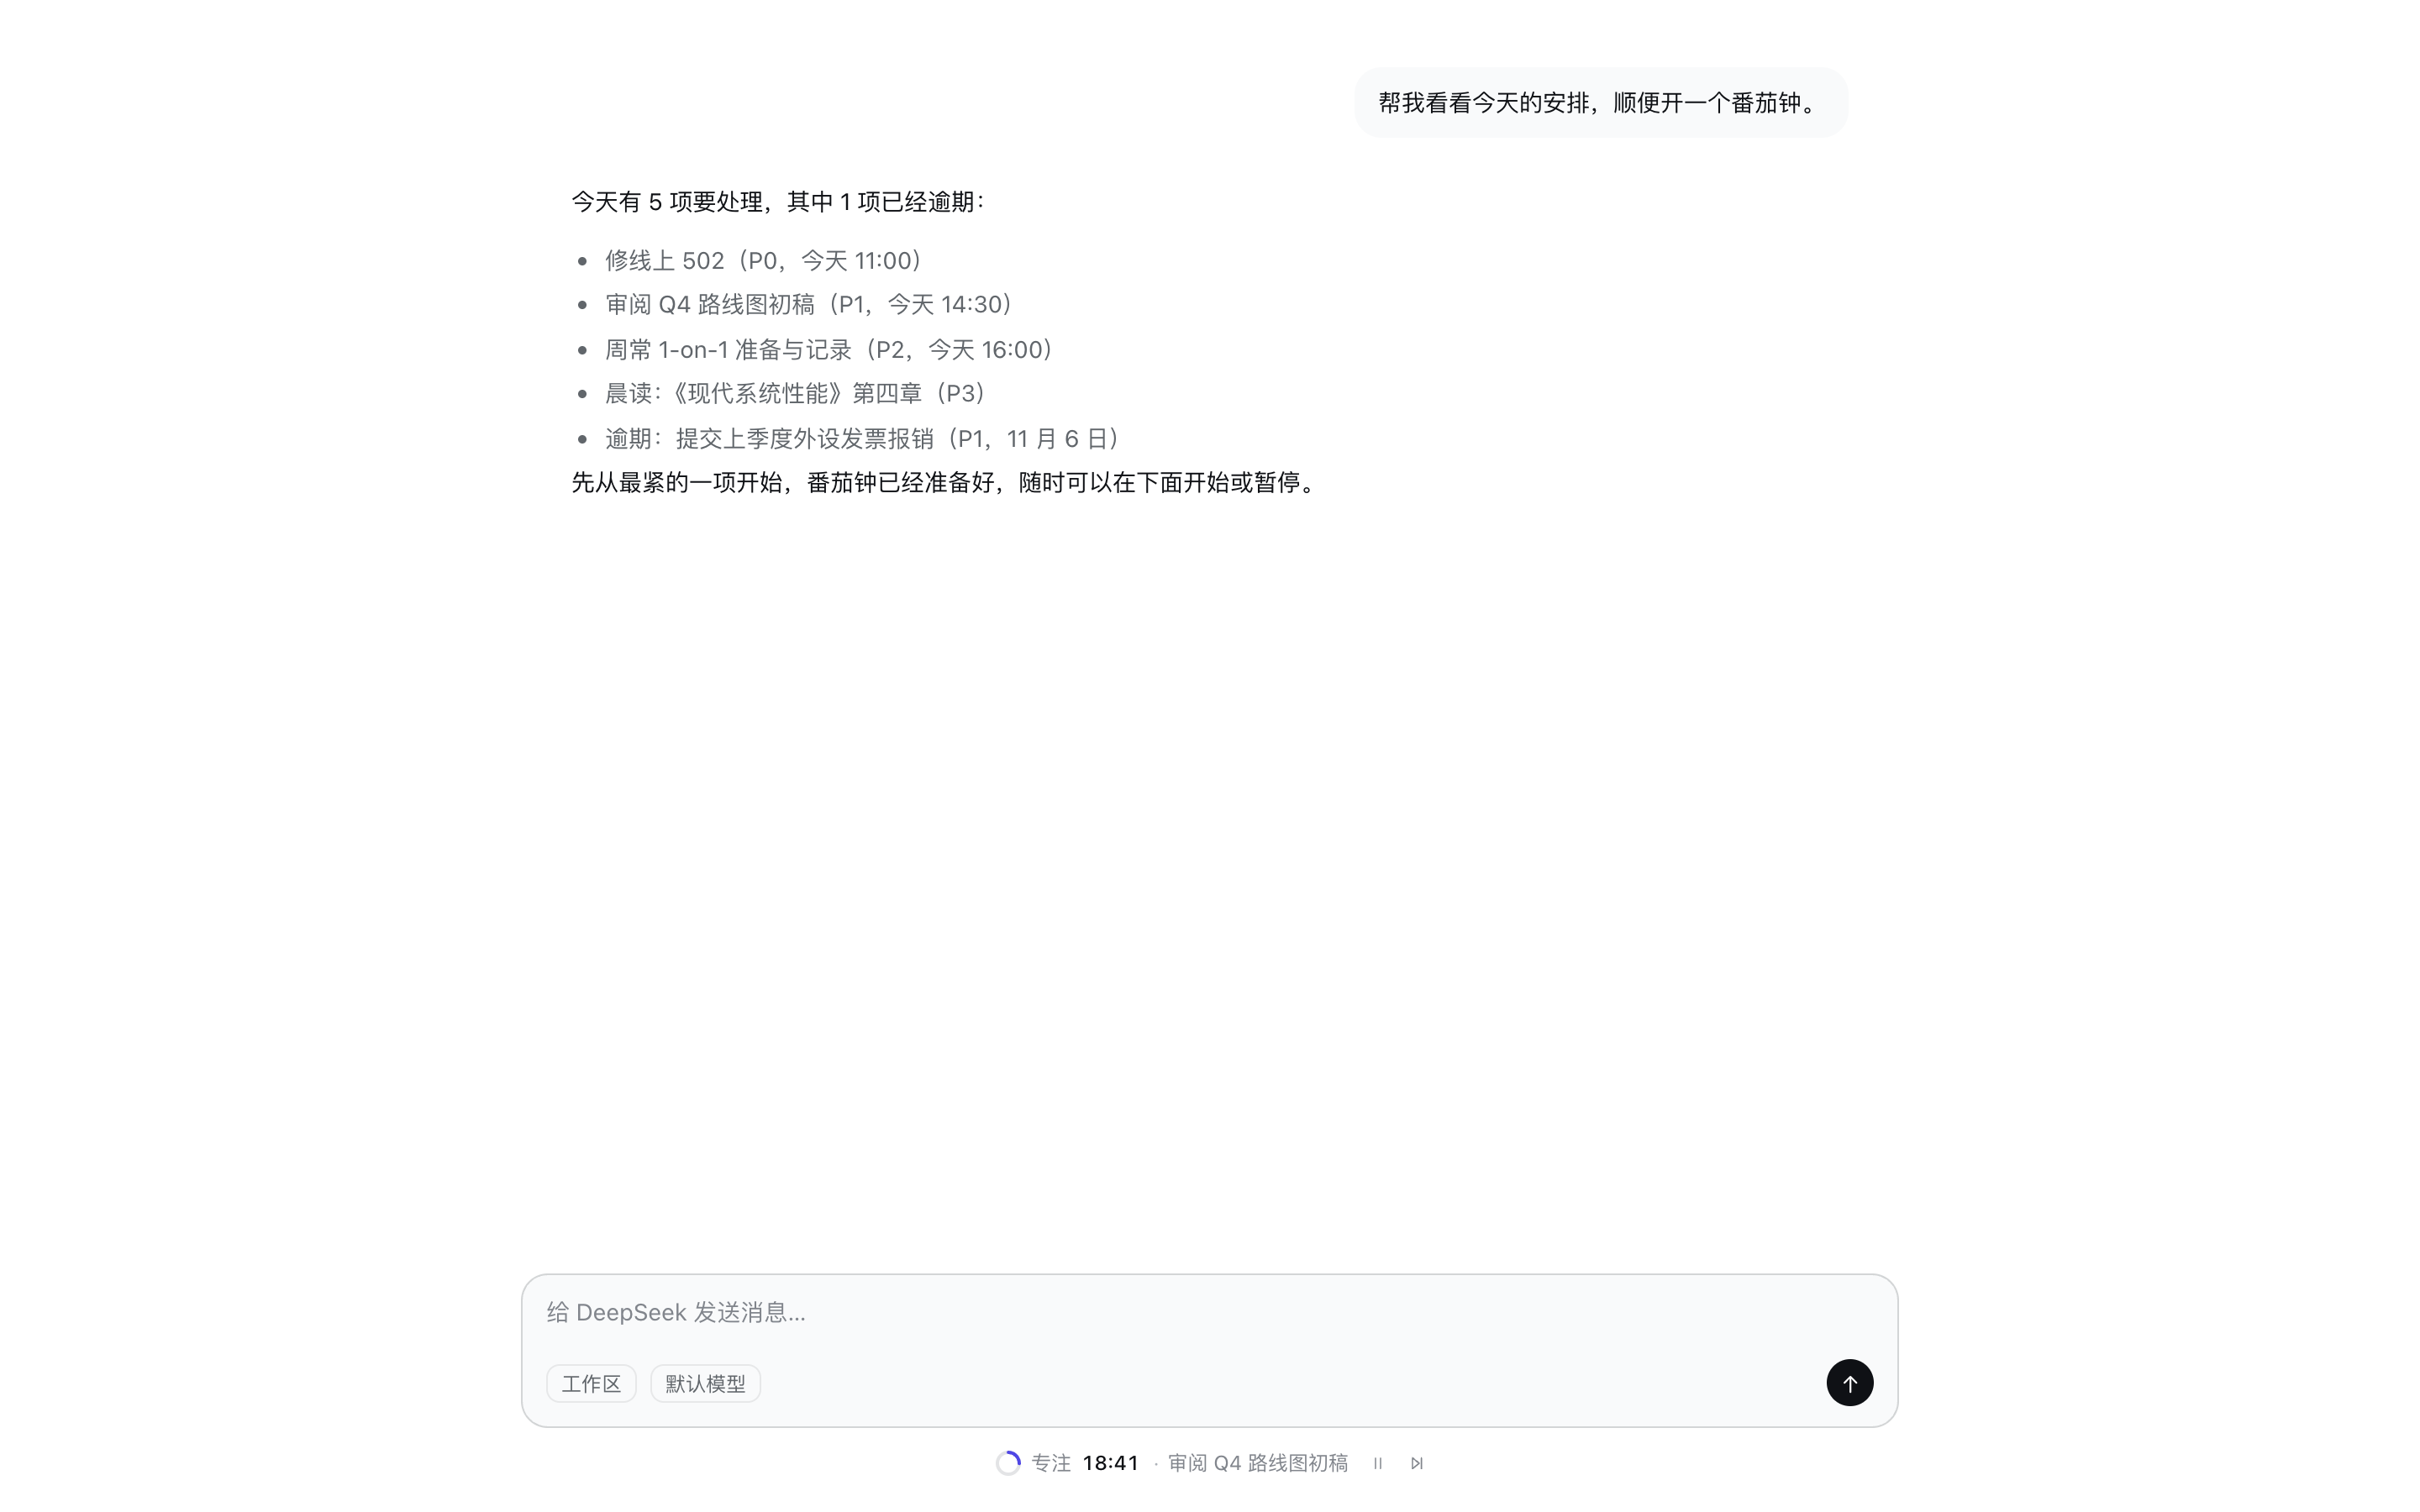 帮我看看今天的安排，顺便开一个番茄钟。
今天有 5 项要处理，其中 1 项已经逾期：
• 修线上 502（P0，今天 11:00）
• 审阅 Q4 路线图初稿（P1，今天 14:30）
• 周常 1-on-1 准备与记录（P2，今天 16:00）
• 晨读：《现代系统性能》第四章（P3）
• 逾期：提交上季度外设发票报销（P1，11 月 6 日）
先从最紧的一项开始，番茄钟已经准备好，随时可以在下面开始或暂停。
给 DeepSeek 发送消息...
工作区 默认模型
专注 18:41 · 审阅 Q4 路线图初稿